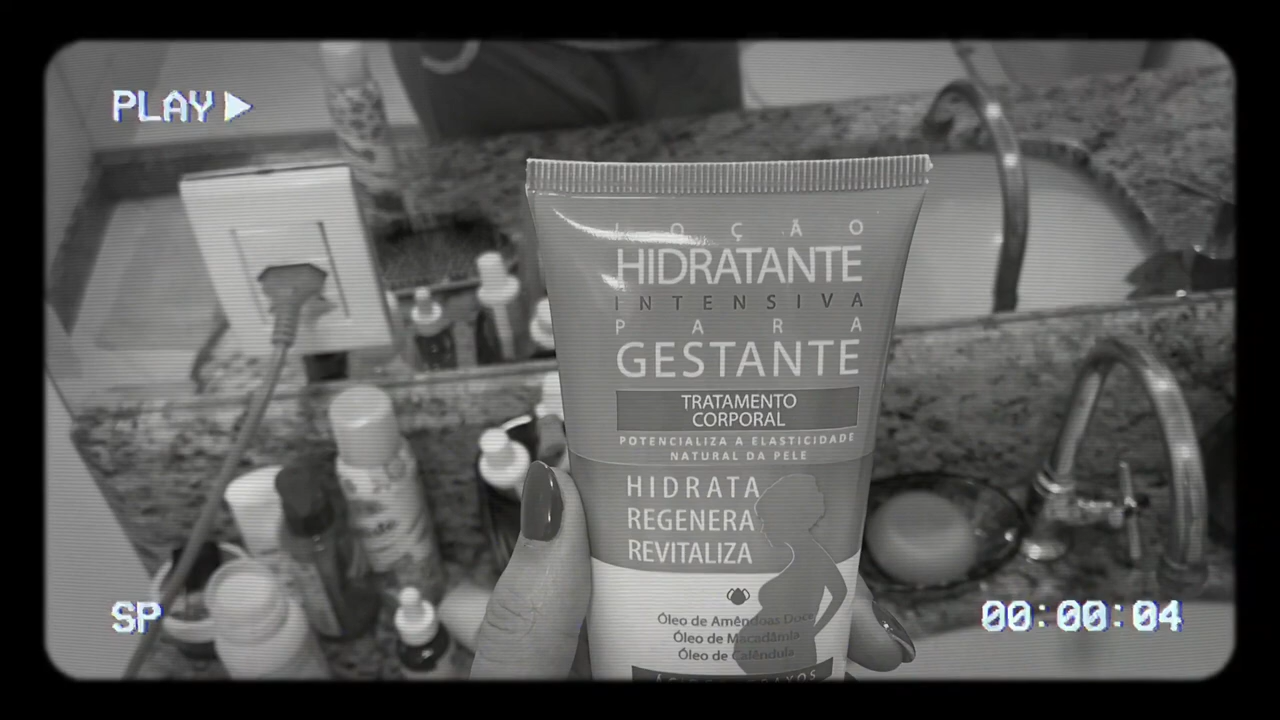 PLAY
LOÇÃO
HIDRATANTE
INTENSIVA
PARA
GESTANTE
TRATAMENTO
CORPORAL
POTENCIALIZA A ELASTICIDADE
NATURAL DA PELE
HIDRATA
REGENERA
REVITALIZA
Óleo de Amêndoas Doce
Óleo de Macadâmia
Óleo de Calêndula
SP
00:00:04